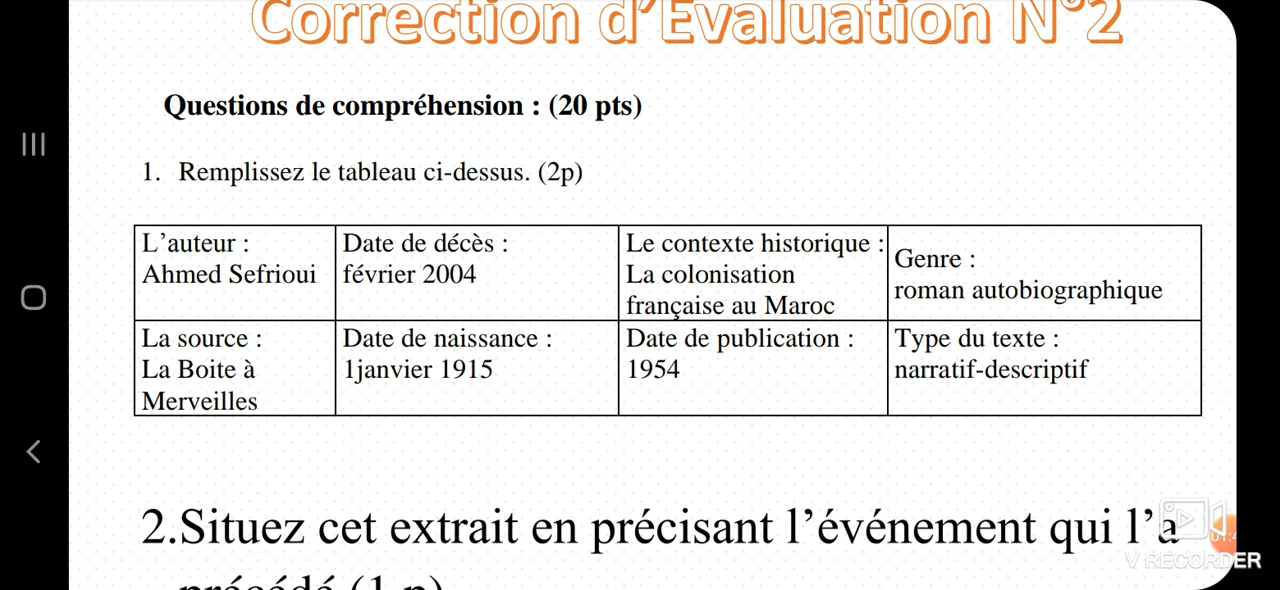 Correction d'Evaluation N°2
Questions de compréhension : (20 pts)
1. Remplissez le tableau ci-dessus. (2p)
L'auteur :
Ahmed Sefrioui
Date de décès :
février 2004
Le contexte historique :
La colonisation
française au Maroc
Genre :
roman autobiographique
La source :
La Boite à
Merveilles
Date de naissance :
1janvier 1915
Date de publication :
1954
Type du texte :
narratif-descriptif
2.Situez cet extrait en précisant l'événement qui l'a
précédé (1 p)
V RECORDER